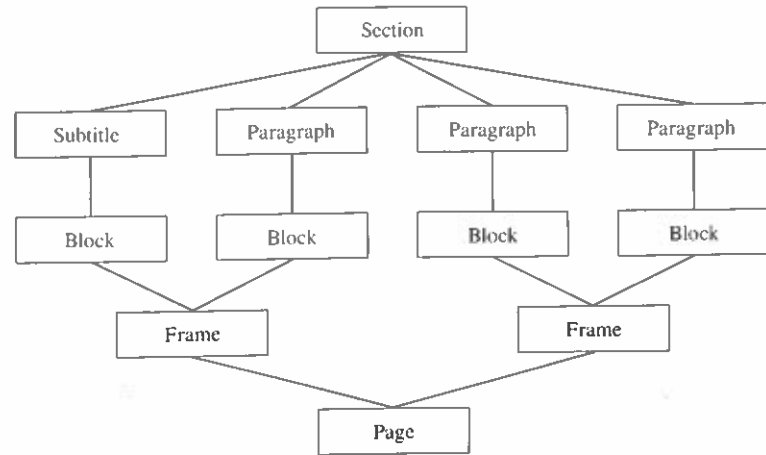 Section
Subtitle
Paragraph
Paragraph
Paragraph
Block
Block
Block
Block
Frame
Frame
Page